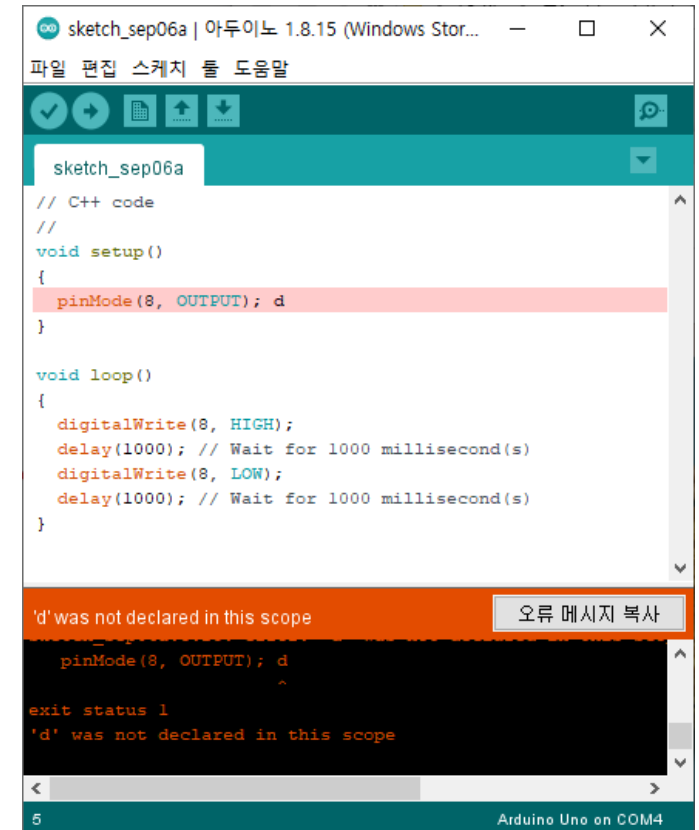 sketch_sep06a | 아두이노 1.8.15 (Windows Stor...
파일 편집 스케치 툴 도움말
sketch_sep06a
// C++ code
//
void setup()
{
  pinMode(8, OUTPUT); d
}

void loop()
{
  digitalWrite(8, HIGH);
  delay(1000); // Wait for 1000 millisecond(s)
  digitalWrite(8, LOW);
  delay(1000); // Wait for 1000 millisecond(s)
}
'd' was not declared in this scope
오류 메시지 복사
   pinMode(8, OUTPUT); d
                       ^
exit status 1
'd' was not declared in this scope
5
Arduino Uno on COM4